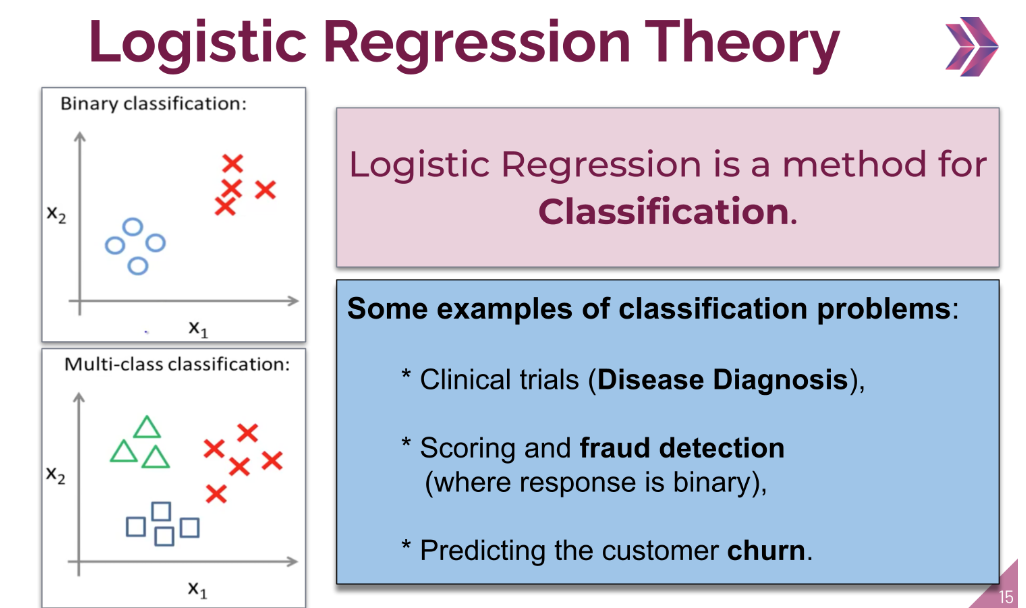 Logistic Regression Theory
Binary classification:
x₂
x₁
Multi-class classification:
x₂
x₁
Logistic Regression is a method for
Classification.
Some examples of classification problems:
* Clinical trials (Disease Diagnosis),
* Scoring and fraud detection
(where response is binary),
* Predicting the customer churn.
15